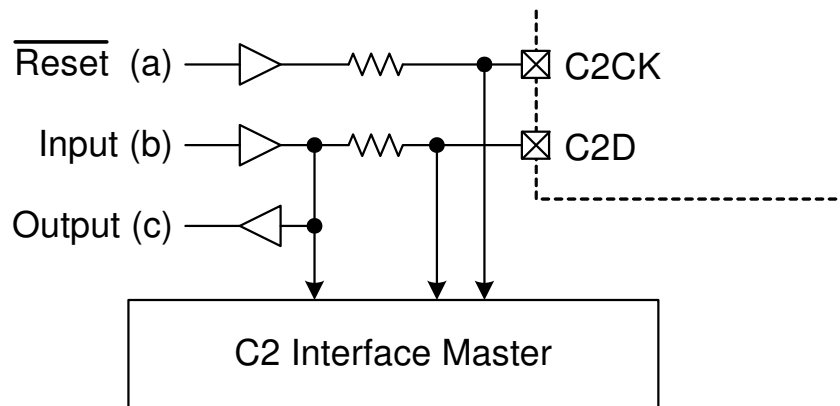 Reset (a)
C2CK
Input (b)
C2D
Output (c)
C2 Interface Master